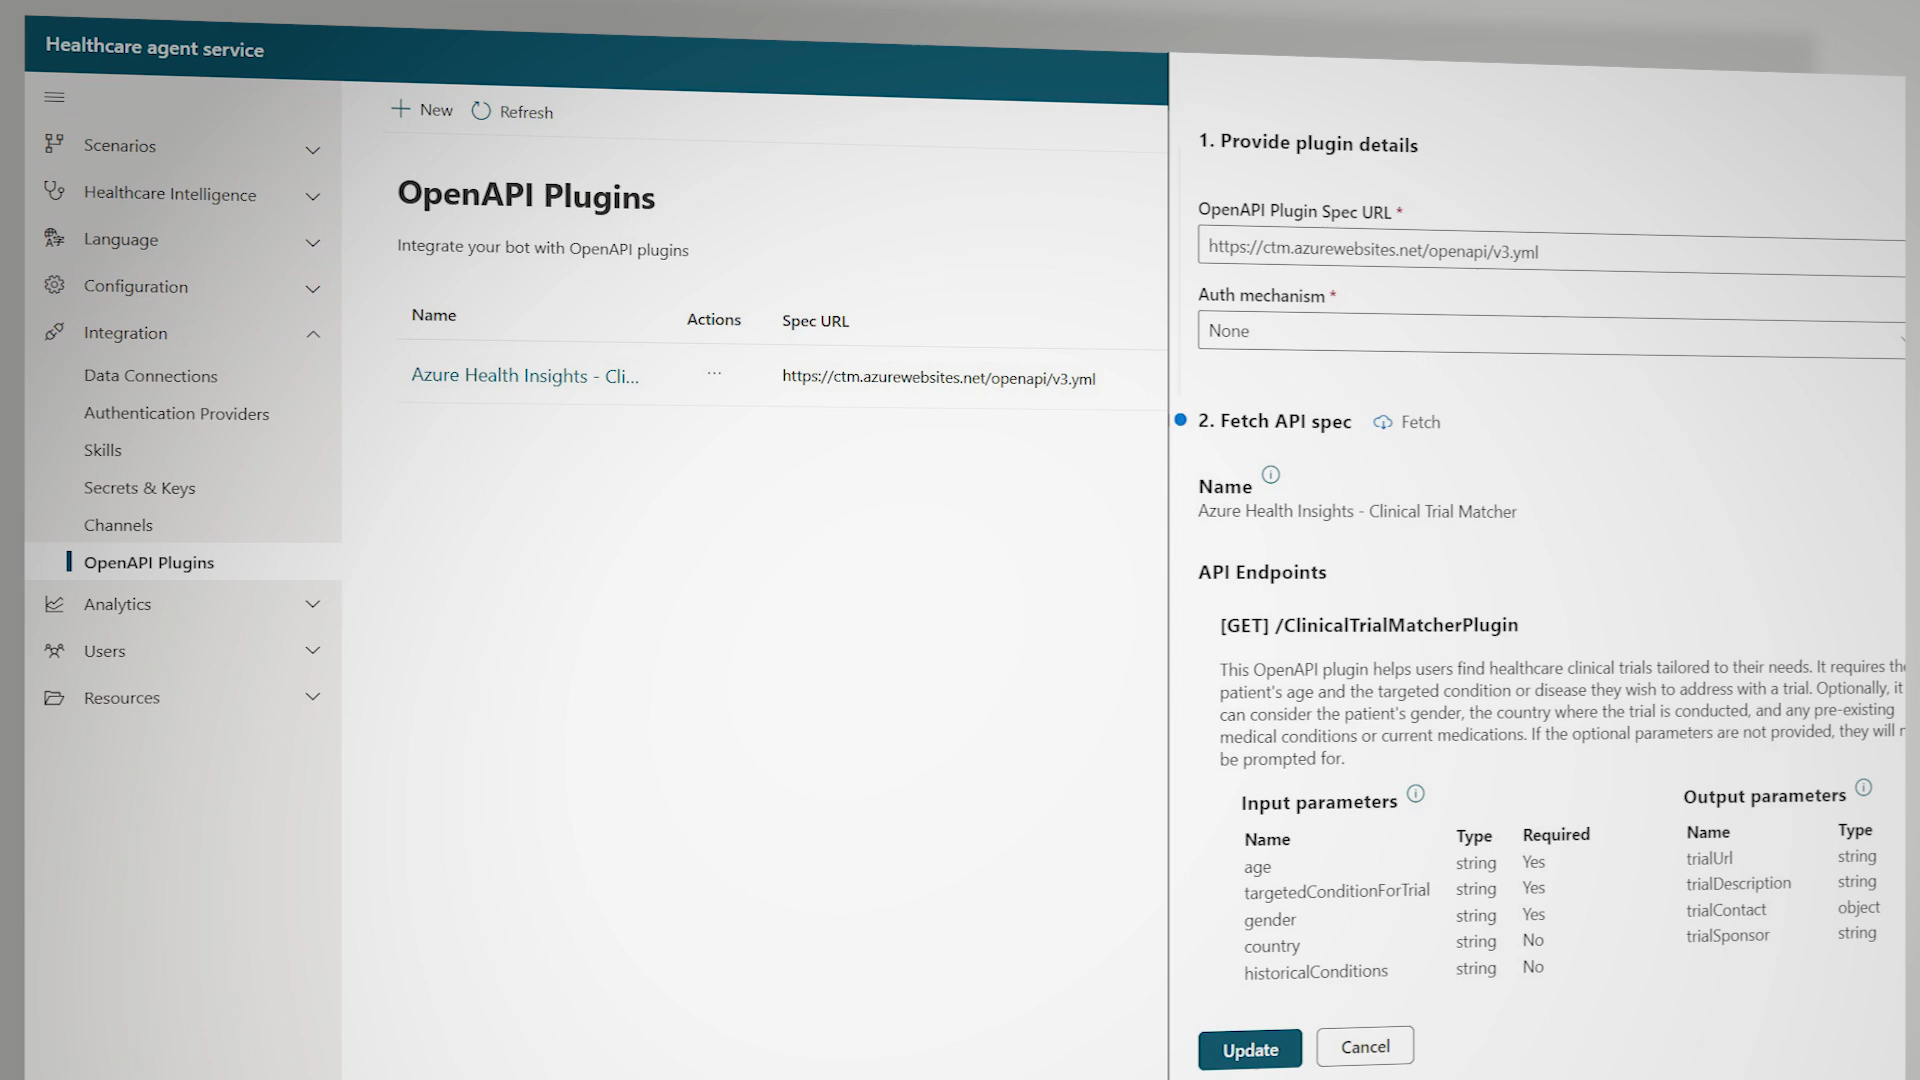 Healthcare agent service
Scenarios
Healthcare Intelligence
Language
Configuration
Integration
Data Connections
Authentication Providers
Skills
Secrets & Keys
Channels
OpenAPI Plugins
Analytics
Users
Resources
New Refresh
OpenAPI Plugins
Integrate your bot with OpenAPI plugins
Name Actions Spec URL
Azure Health Insights - Cli... ... https://ctm.azurewebsites.net/openapi/v3.yml
1. Provide plugin details
OpenAPI Plugin Spec URL *
https://ctm.azurewebsites.net/openapi/v3.yml
Auth mechanism *
None
2. Fetch API spec Fetch
Name
Azure Health Insights - Clinical Trial Matcher
API Endpoints
[GET] /ClinicalTrialMatcherPlugin
This OpenAPI plugin helps users find healthcare clinical trials tailored to their needs. It requires
patient's age and the targeted condition or disease they wish to address with a trial. Optionally, it
can consider the patient's gender, the country where the trial is conducted, and any pre-existing
medical conditions or current medications. If the optional parameters are not provided, they will
be prompted for.
Input parameters
Name Type Required
age string Yes
targetedConditionForTrial string Yes
gender string Yes
country string No
historicalConditions string No
Output parameters
Name Type
trialUrl string
trialDescription string
trialContact object
trialSponsor string
Update Cancel